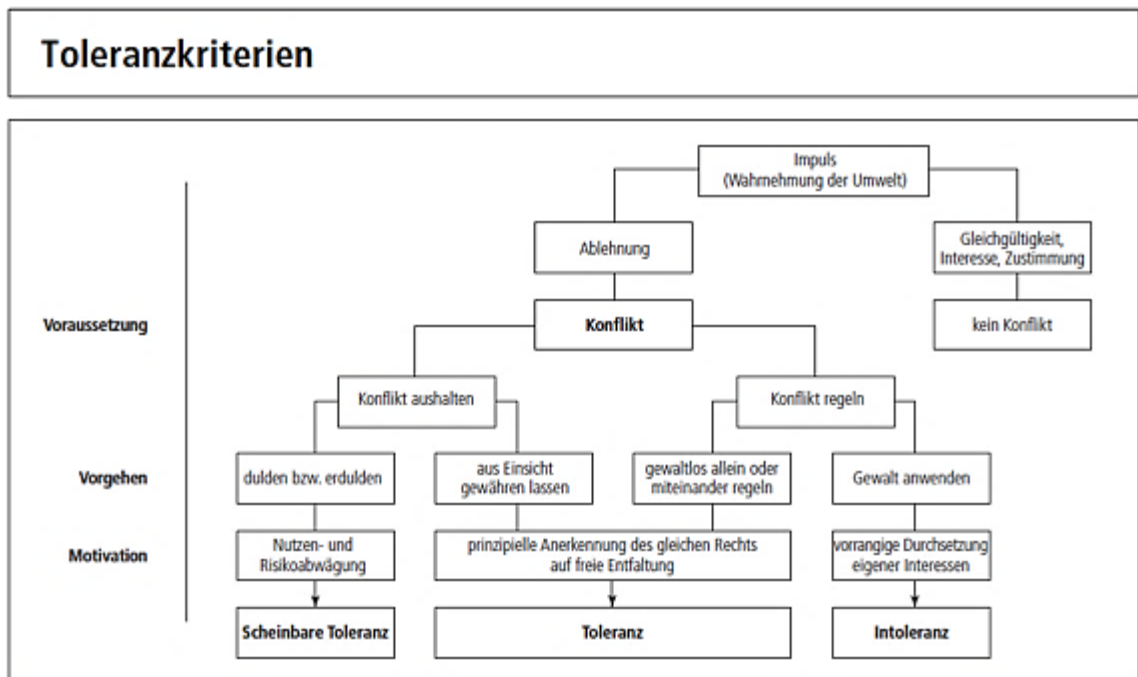 Toleranzkriterien
Impuls
(Wahrnehmung der Umwelt)
Ablehnung
Gleichgültigkeit,
Interesse, Zustimmung
Voraussetzung
Konflikt
kein Konflikt
Konflikt aushalten
Konflikt regeln
Vorgehen
dulden bzw. erdulden
aus Einsicht
gewähren lassen
gewaltlos allein oder
miteinander regeln
Gewalt anwenden
Motivation
Nutzen- und
Risikoabwägung
prinzipielle Anerkennung des gleichen Rechts
auf freie Entfaltung
vorrangige Durchsetzung
eigener Interessen
Scheinbare Toleranz
Toleranz
Intoleranz